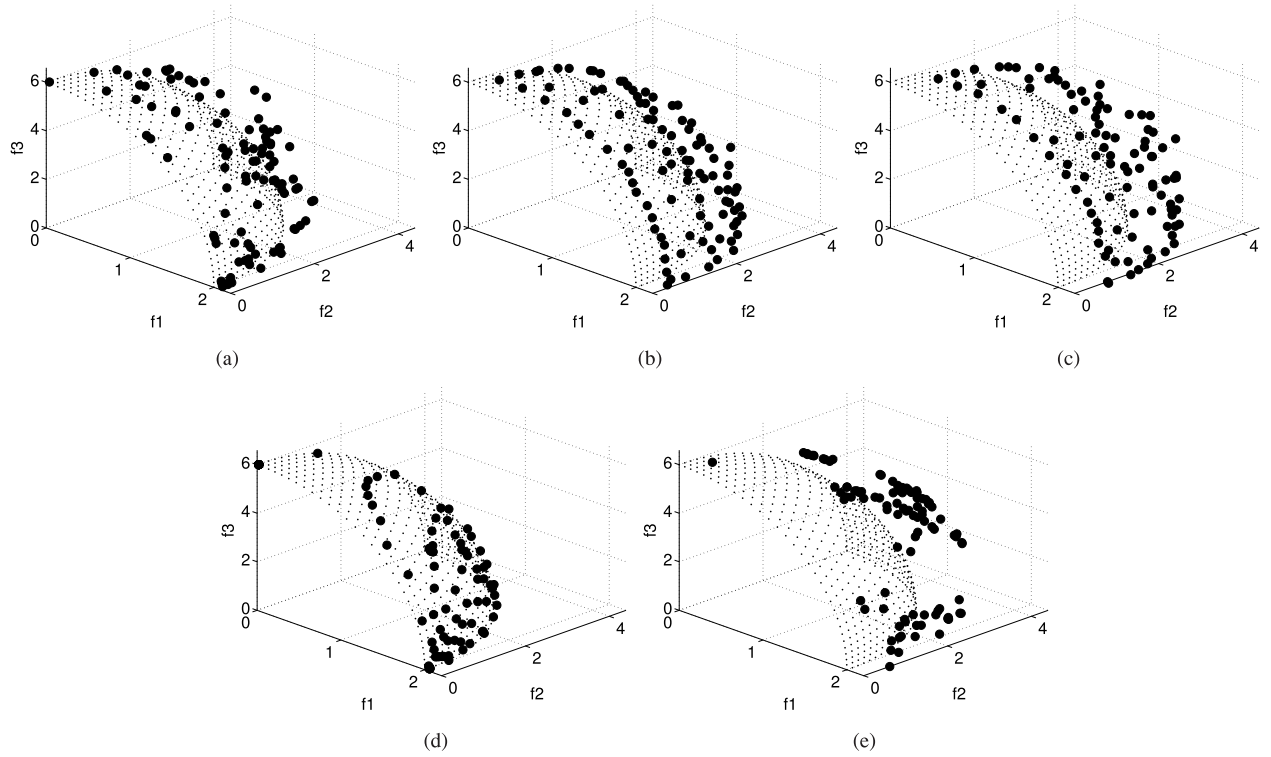 6 6 6
4 4 4
f3 f3 f3
2 2 2
0 0 0
0 4 0 4 0 4
1 2 1 2 1 2
2 0 2 0 2 0
f1 f2 f1 f2 f1 f2
(a) (b) (c)
6 6
4 4
f3 f3
2 2
0 0
0 4 0 4
1 2 1 2
2 0 2 0
f1 f2 f1 f2
(d) (e)